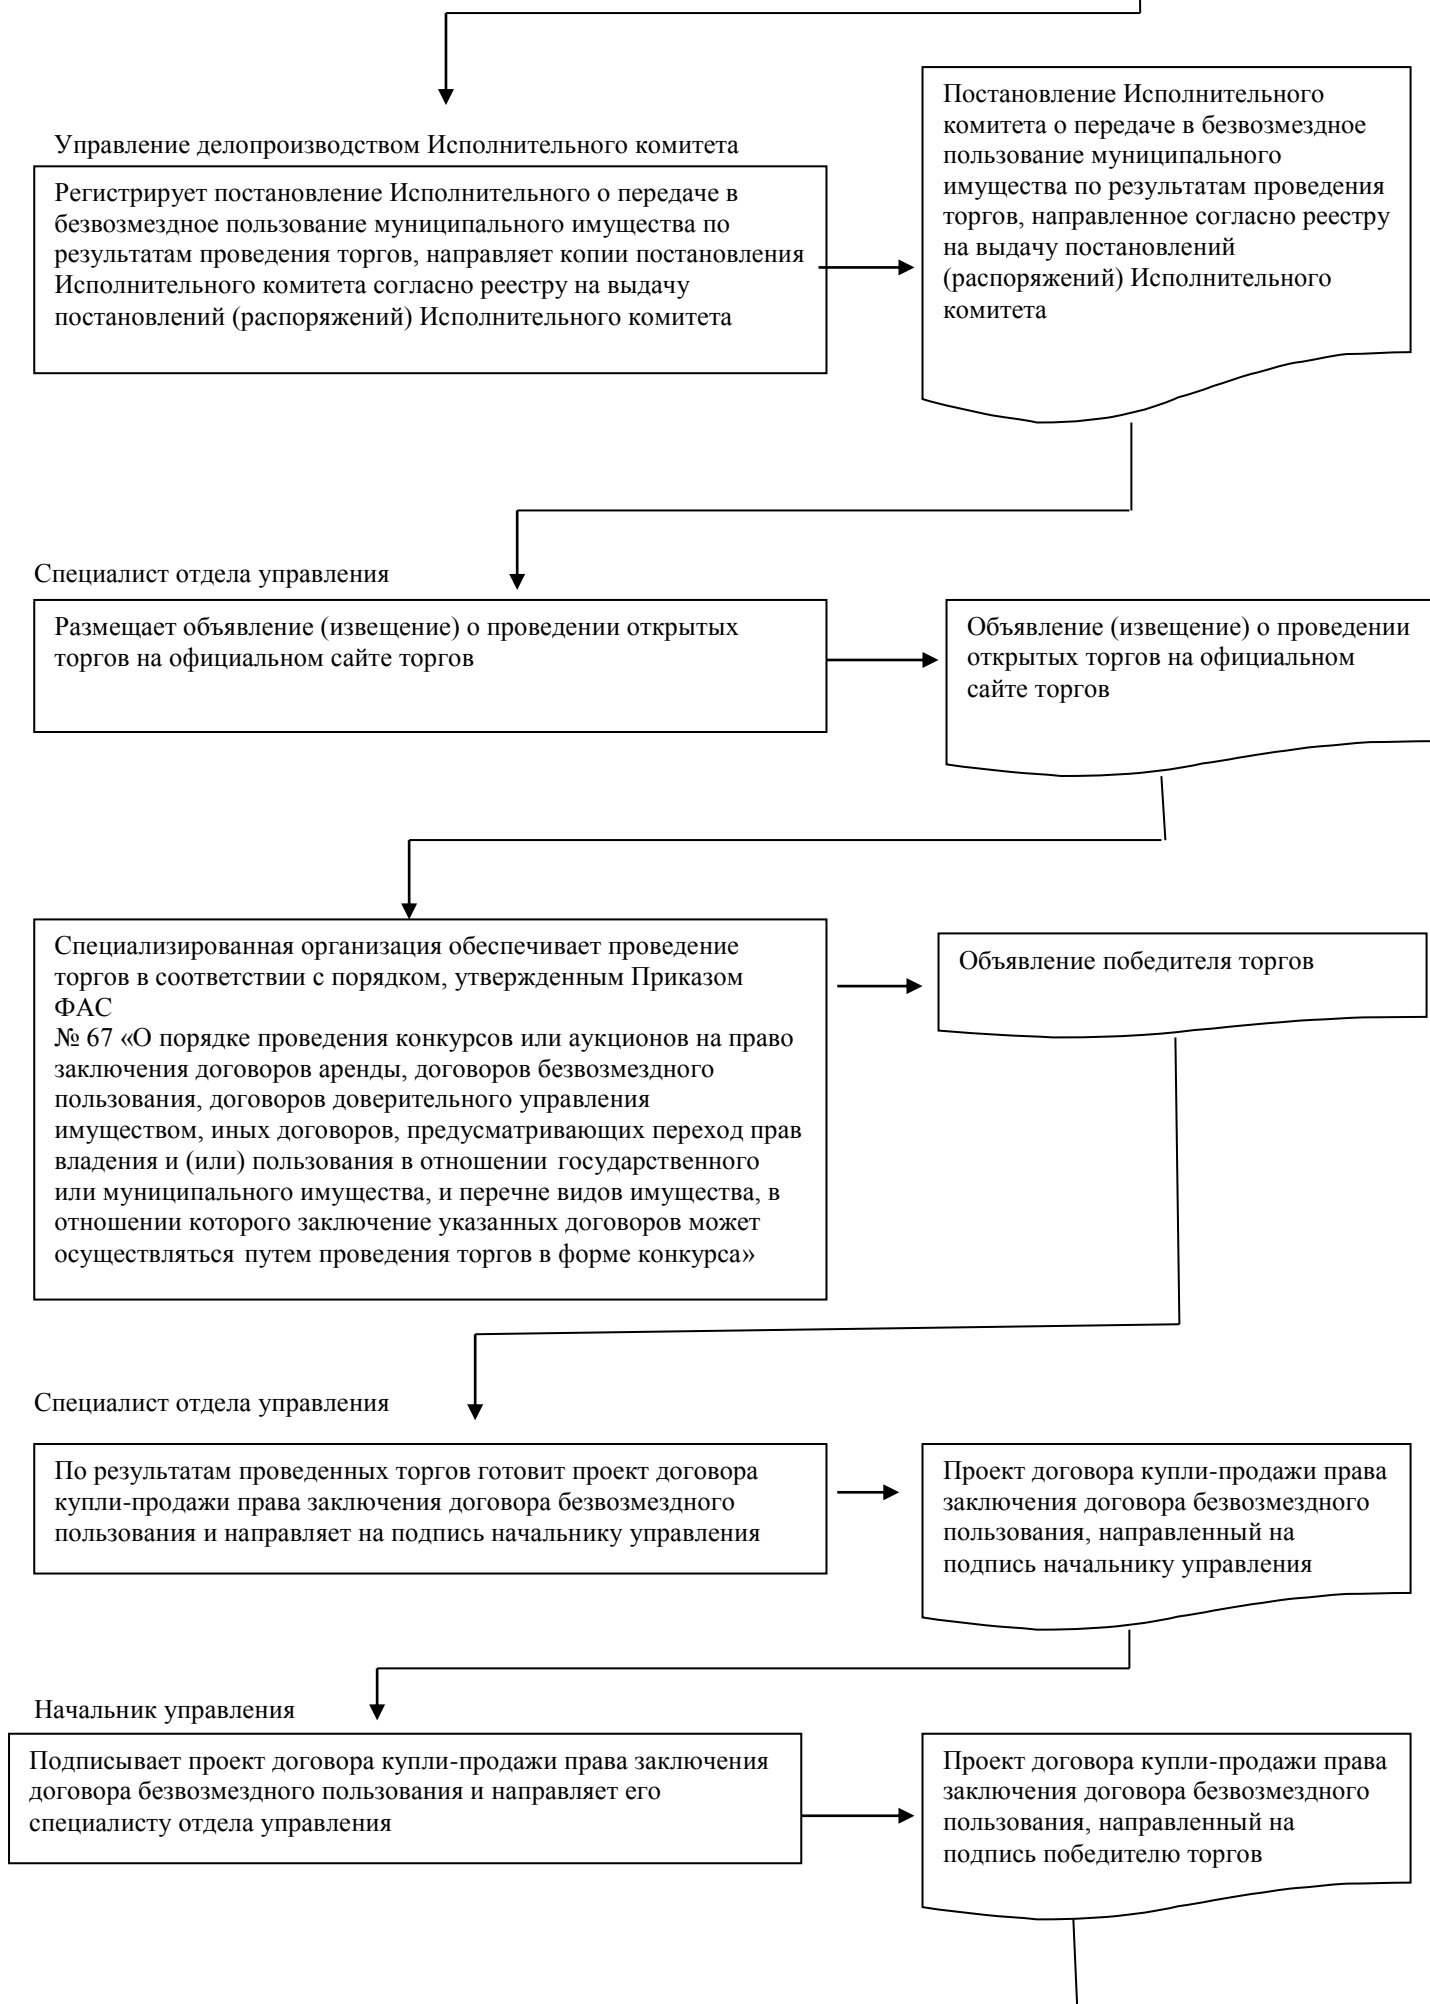 Управление делопроизводством Исполнительного комитета
Регистрирует постановление Исполнительного о передаче в
безвозмездное пользование муниципального имущества по
результатам проведения торгов, направляет копии постановления
Исполнительного комитета согласно реестру на выдачу
постановлений (распоряжений) Исполнительного комитета
Постановление Исполнительного
комитета о передаче в безвозмездное
пользование муниципального
имущества по результатам проведения
торгов, направленное согласно реестру
на выдачу постановлений
(распоряжений) Исполнительного
комитета
Специалист отдела управления
Размещает объявление (извещение) о проведении открытых
торгов на официальном сайте торгов
Объявление (извещение) о проведении
открытых торгов на официальном
сайте торгов
Специализированная организация обеспечивает проведение
торгов в соответствии с порядком, утвержденным Приказом
ФАС
№ 67 «О порядке проведения конкурсов или аукционов на право
заключения договоров аренды, договоров безвозмездного
пользования, договоров доверительного управления
имуществом, иных договоров, предусматривающих переход прав
владения и (или) пользования в отношении государственного
или муниципального имущества, и перечне видов имущества, в
отношении которого заключение указанных договоров может
осуществляться путем проведения торгов в форме конкурса»
Объявление победителя торгов
Специалист отдела управления
По результатам проведенных торгов готовит проект договора
купли-продажи права заключения договора безвозмездного
пользования и направляет на подпись начальнику управления
Проект договора купли-продажи права
заключения договора безвозмездного
пользования, направленный на
подпись начальнику управления
Начальник управления
Подписывает проект договора купли-продажи права заключения
договора безвозмездного пользования и направляет его
специалисту отдела управления
Проект договора купли-продажи права
заключения договора безвозмездного
пользования, направленный на
подпись победителю торгов